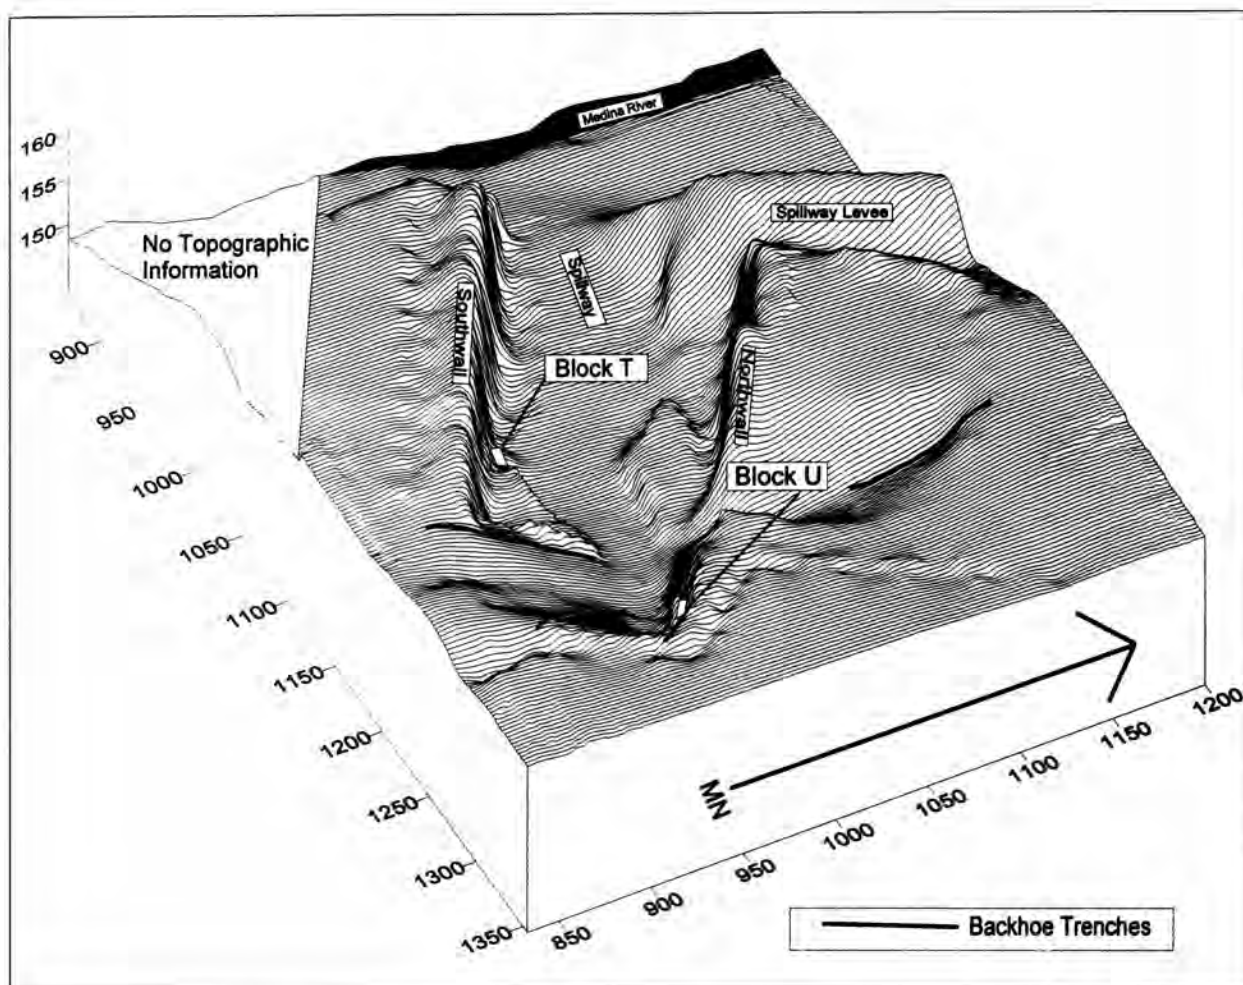 Medina River
160
155
150
No Topographic
Information
Spillway Levee
Spillway
Southwall
Block T
Northwall
Block U
900
950
1000
1050
1100
1150
1200
1250
1300
1350
850
900
950
1000
1050
1100
1150
1200
MN
Backhoe Trenches